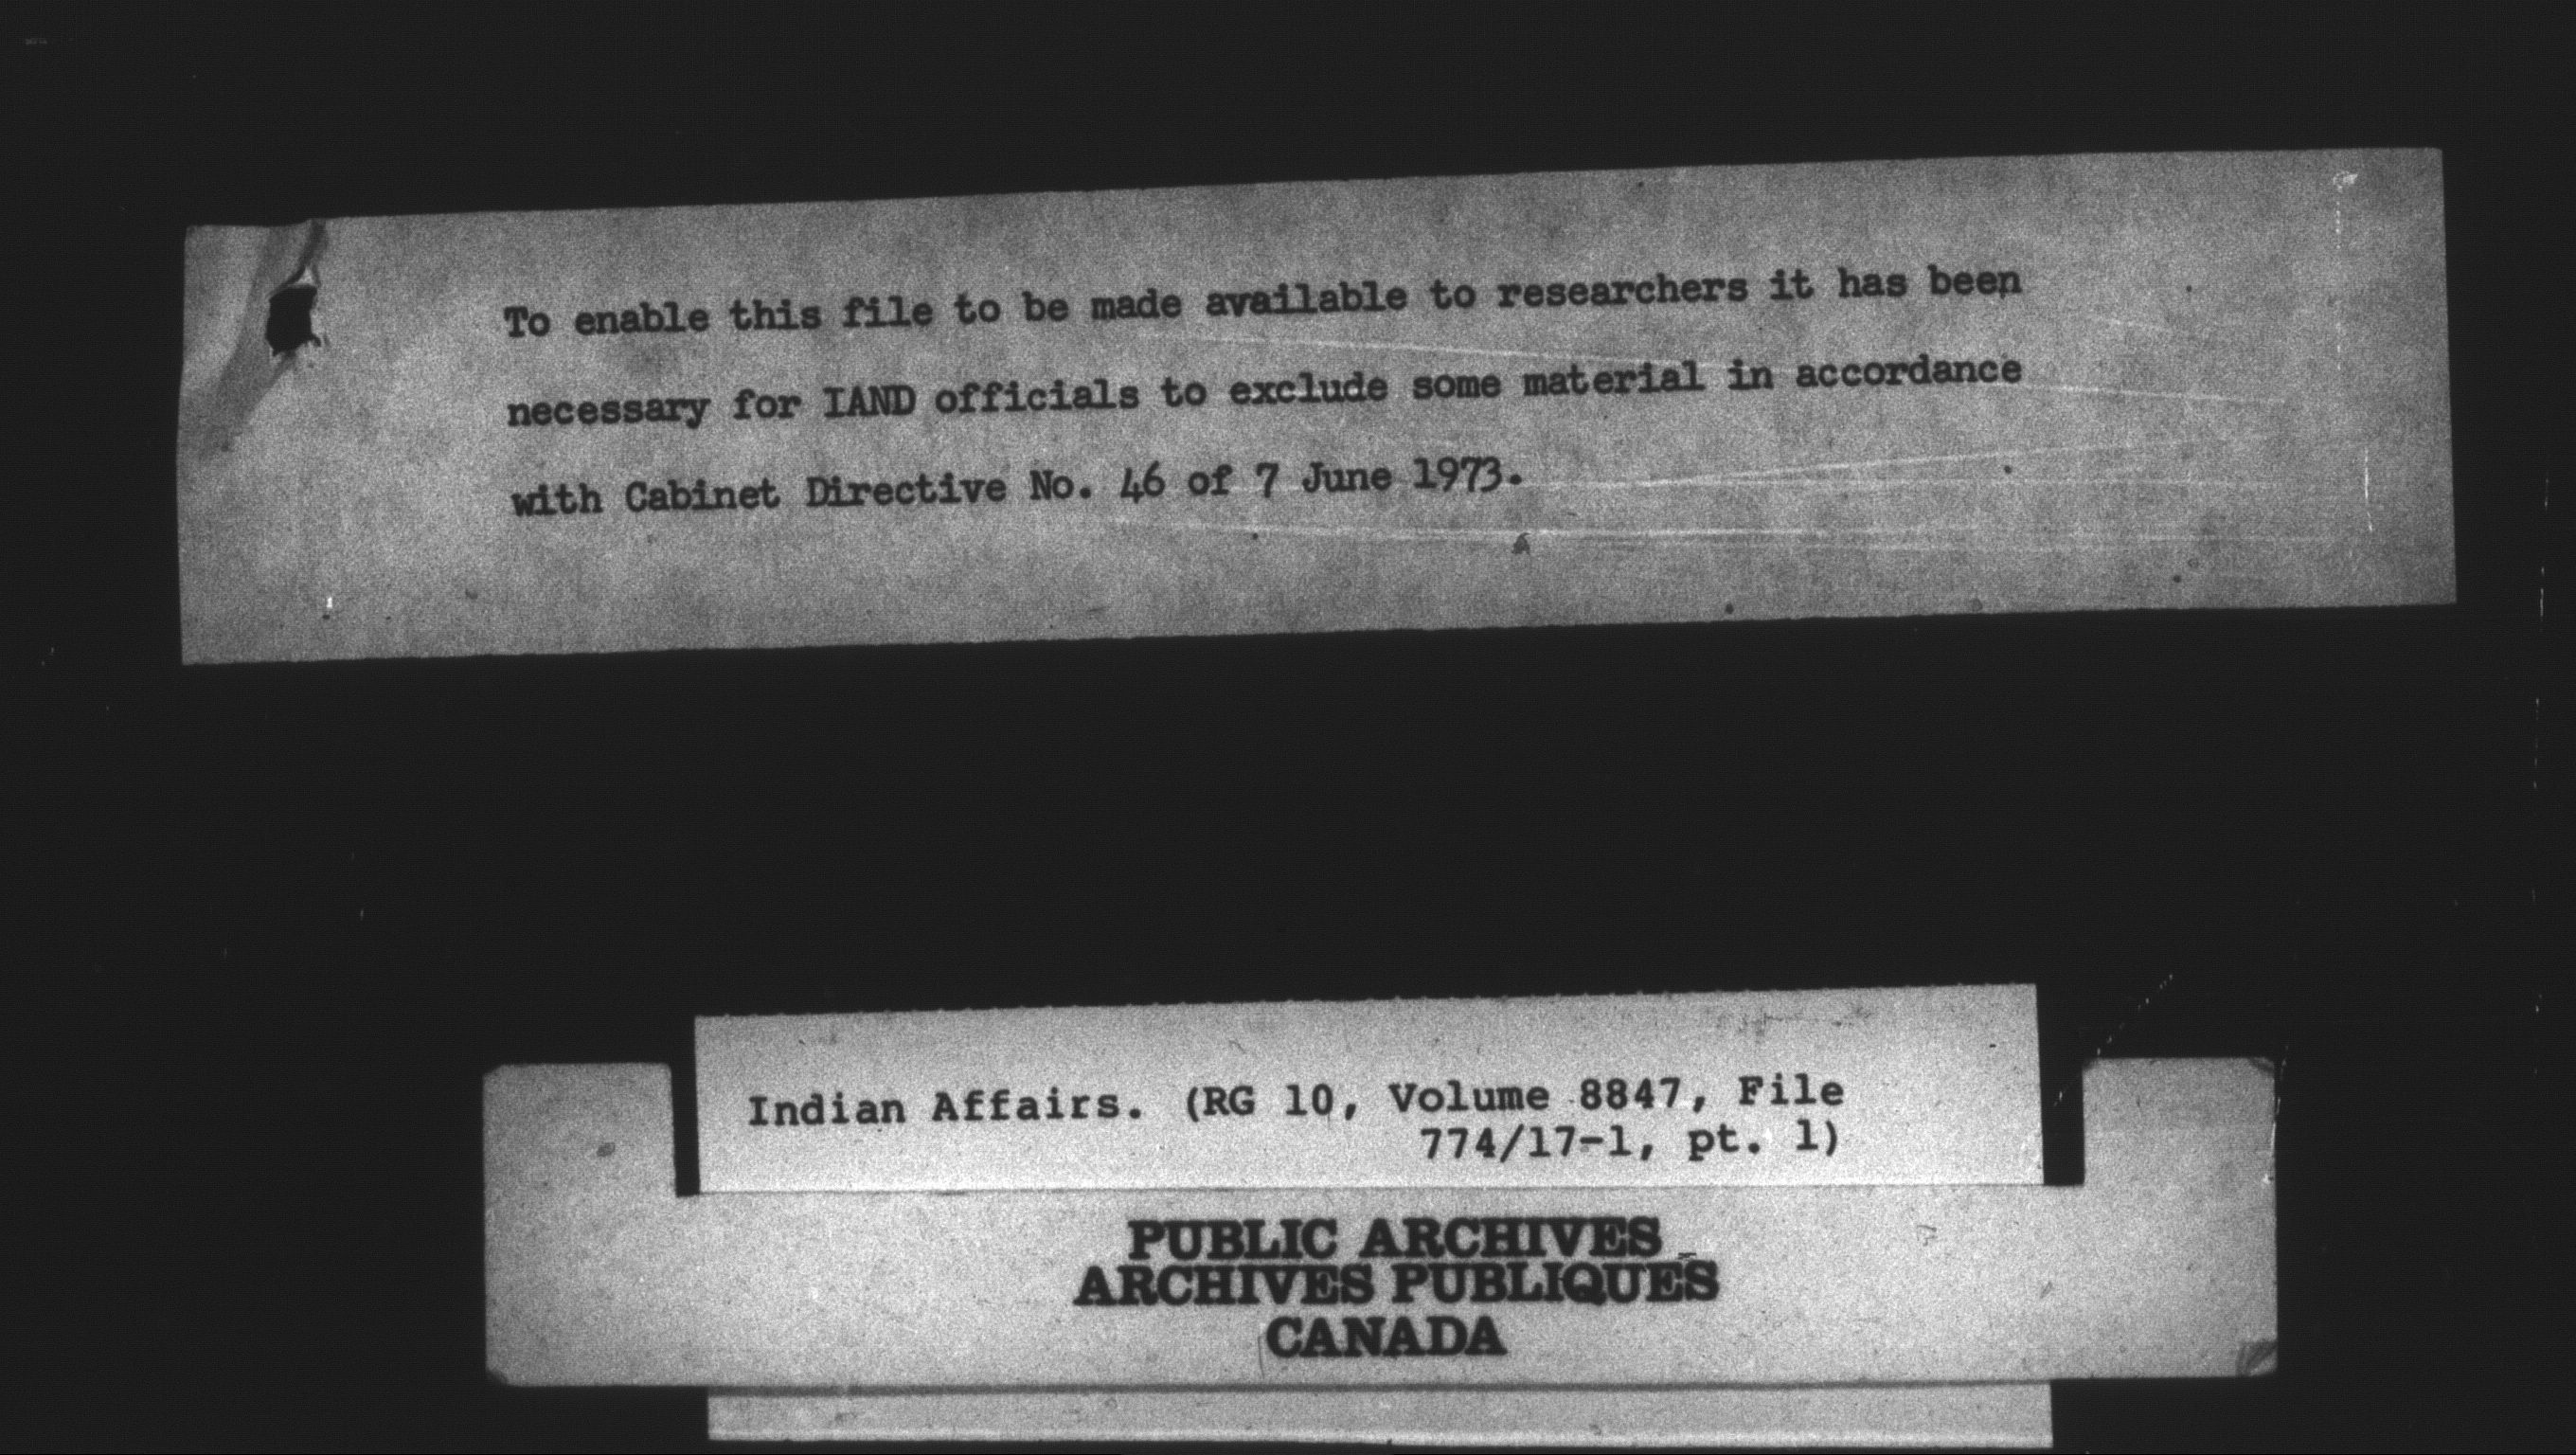 To enable this file to be made available to researchers it has been
necessary for IAND officials to exclude some material in accordance
with Cabinet Directive No. 46 of 7 June 1973.
Indian Affairs. (RG 10, Volume 8847, File
774/17-1, pt. 1)
PUBLIC ARCHIVES
ARCHIVES PUBLIQUES
CANADA